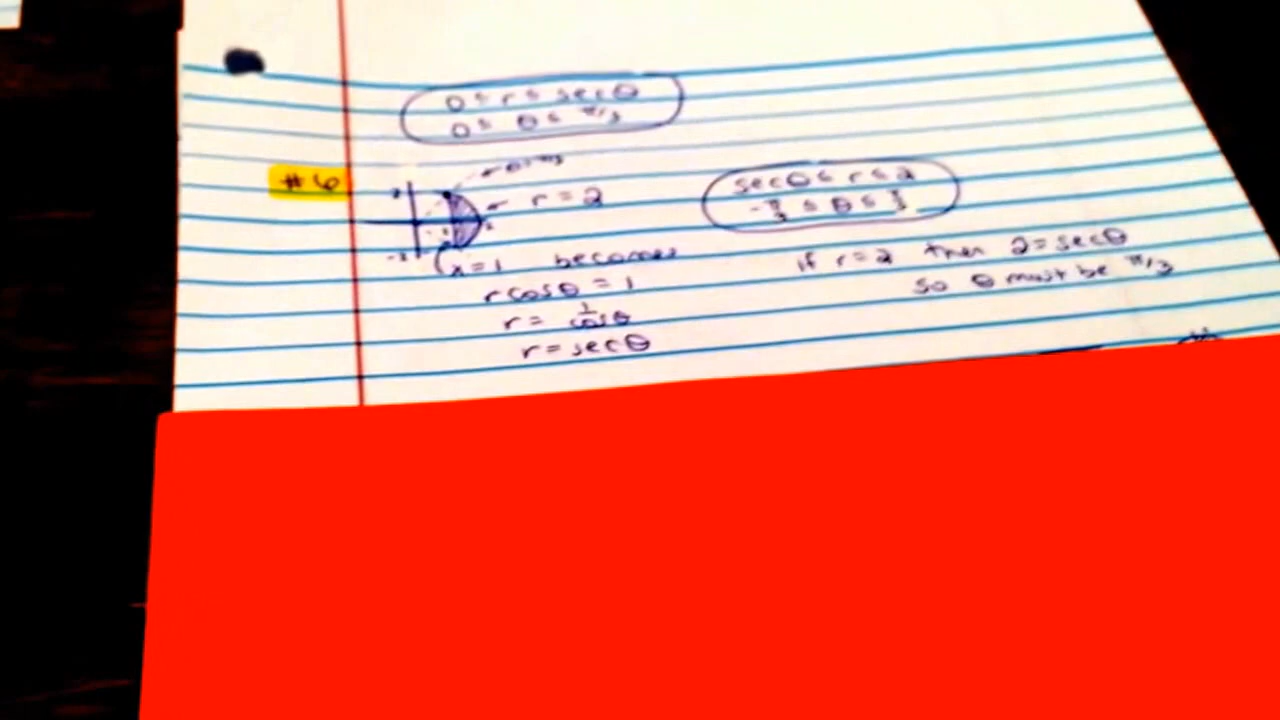 0 ≤ r ≤ secθ
0 ≤ θ ≤ π/3
#6
θ=π/3
r = 2
secθ ≤ r ≤ 2
-π/3 ≤ θ ≤ π/3
x=1 becomes
rcosθ = 1
r = 1/cosθ
r = secθ
if r=2 then 2=secθ
so θ must be π/3